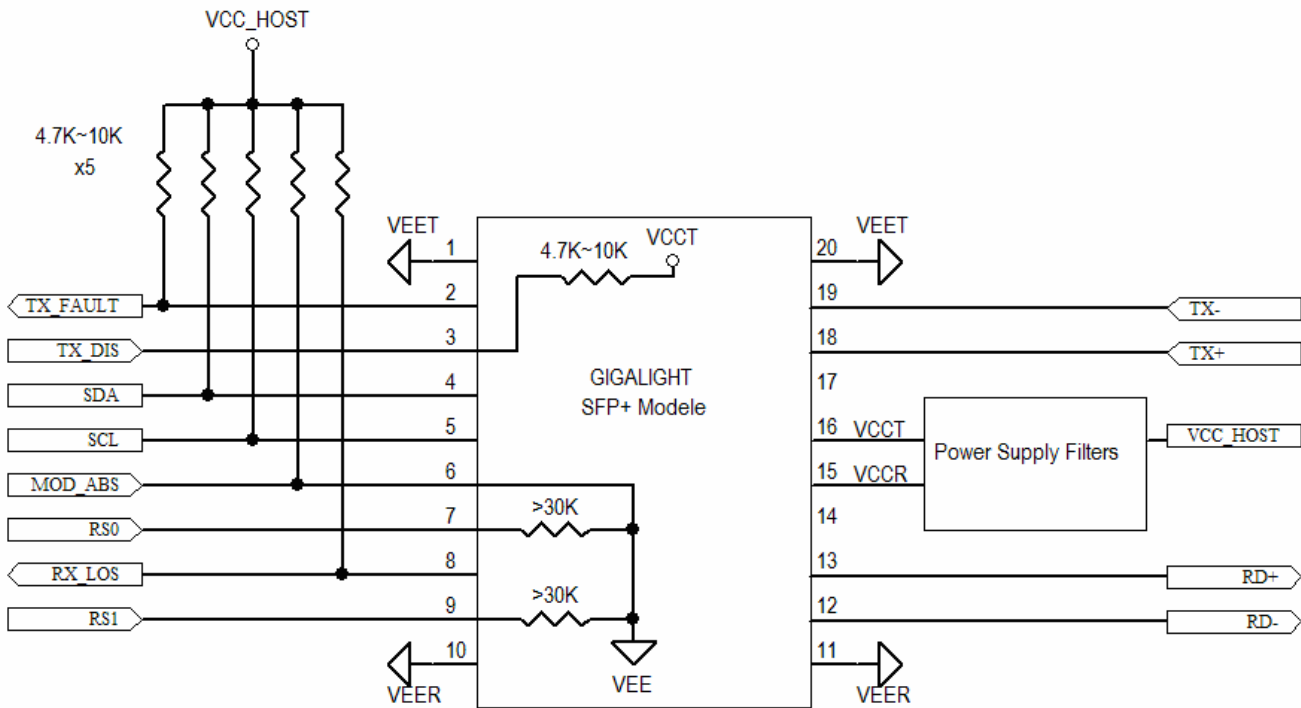 VCC_HOST
4.7K~10K
x5
VEET
1
4.7K~10K
VCCT
20
VEET
TX_FAULT
2
19
TX-
TX_DIS
3
18
TX+
SDA
4
GIGALIGHT
SFP+ Modele
17
SCL
5
16
VCCT
Power Supply Filters
VCC_HOST
MOD_ABS
6
15
VCCR
RS0
7
>30K
14
RX_LOS
8
13
RD+
RS1
9
>30K
12
RD-
10
VEER
VEE
11
VEER